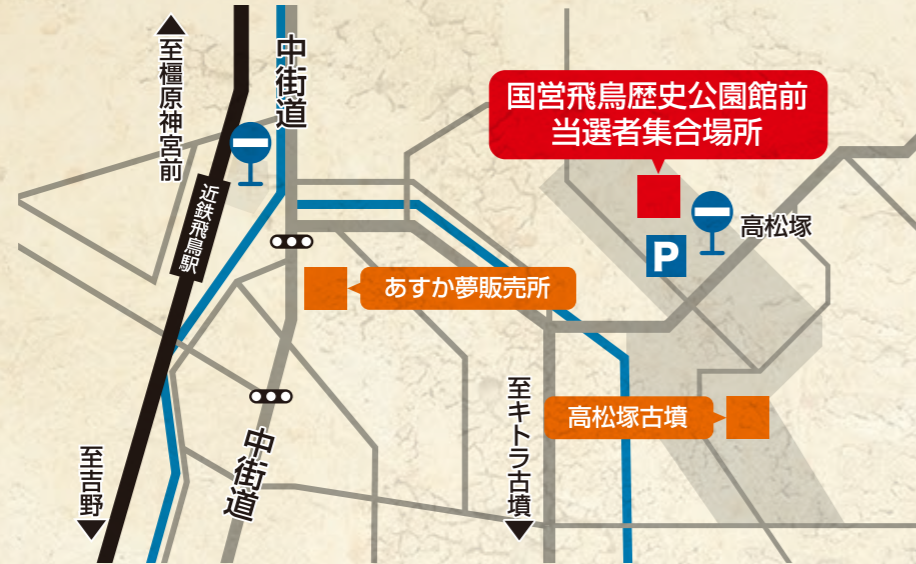 至橿原神宮前
中街道
国営飛鳥歴史公園館前
当選者集合場所
近鉄飛鳥駅
高松塚
P
あすか夢販売所
至キトラ古墳
高松塚古墳
中街道
至吉野